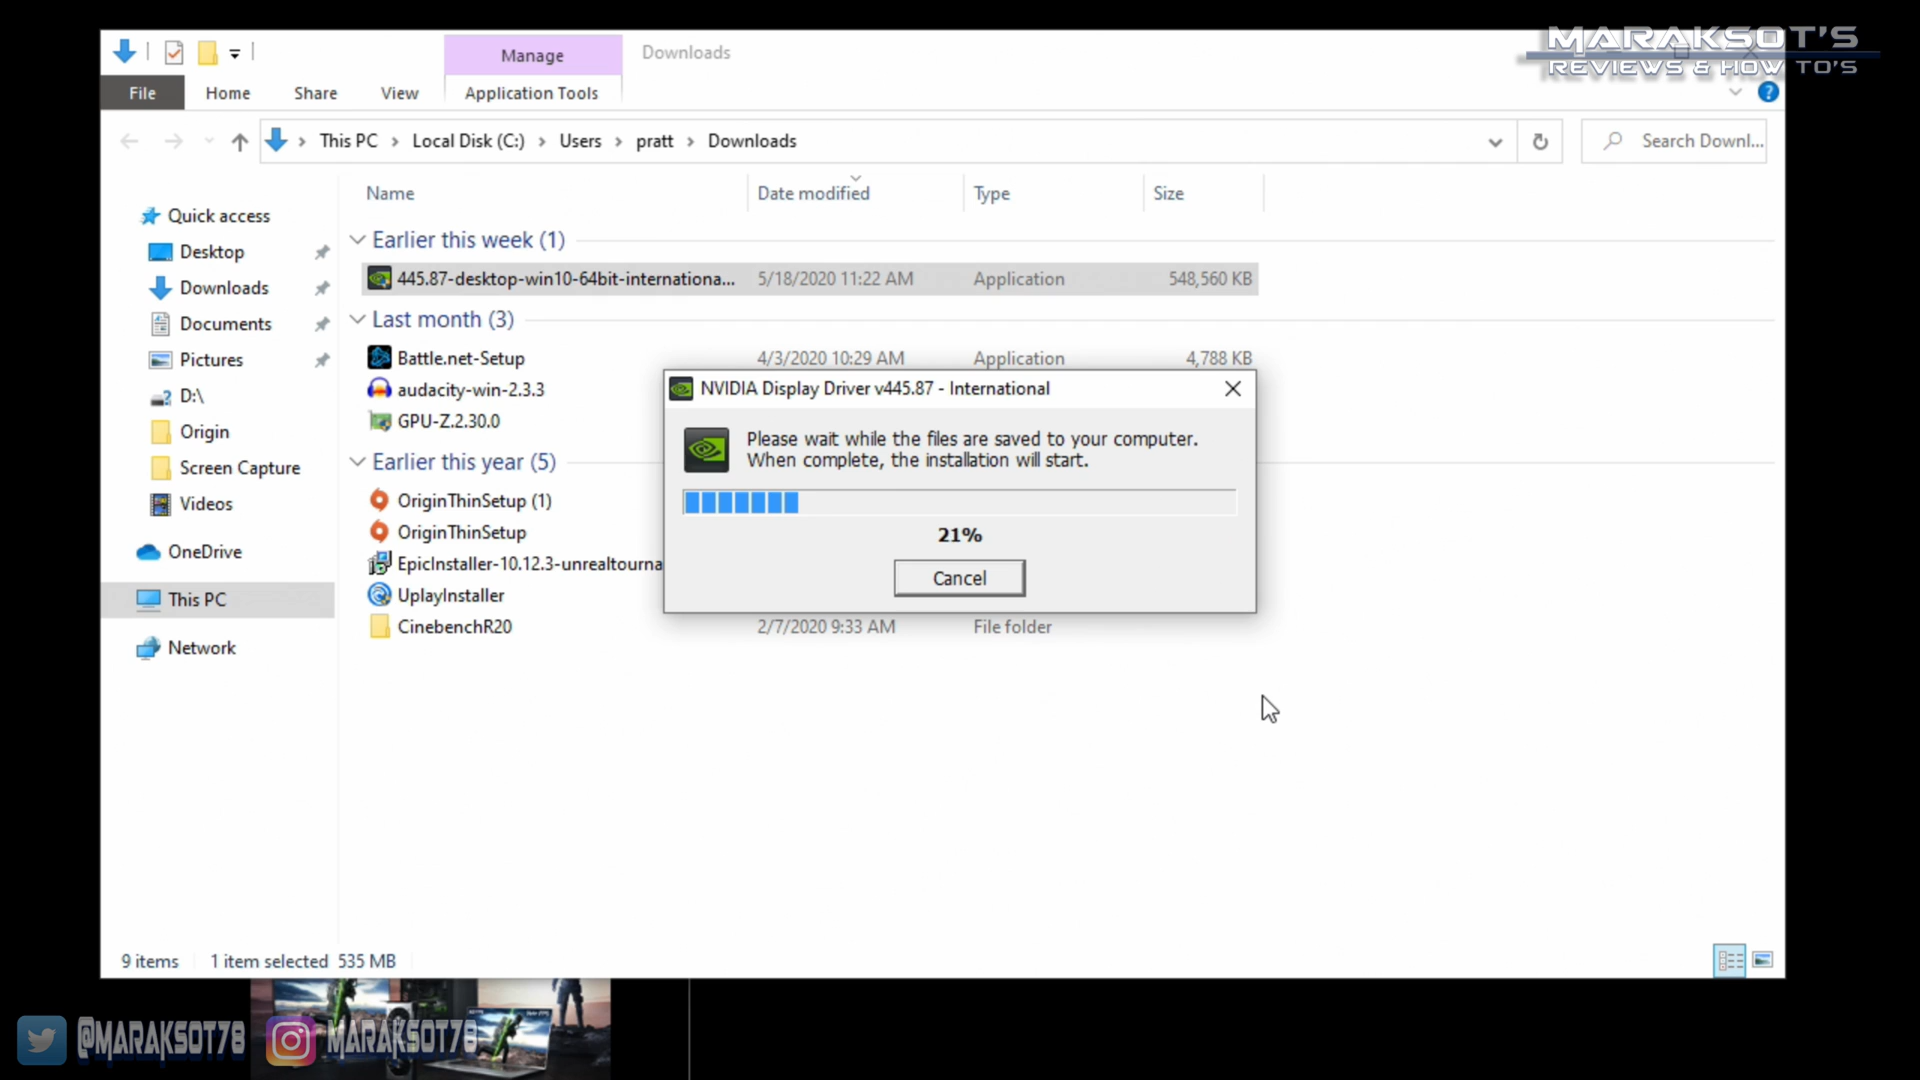 Manage
Downloads
MARAKSOT'S
REVIEWS & HOW TO'S
File
Home
Share
View
Application Tools
?
This PC > Local Disk (C:) > Users > pratt > Downloads
Search Downl...
Name
Date modified
Type
Size
Quick access
Desktop
Downloads
Documents
Pictures
D:\
Origin
Screen Capture
Videos
OneDrive
This PC
Network
Earlier this week (1)
445.87-desktop-win10-64bit-internationa... 5/18/2020 11:22 AM Application 548,560 KB
Last month (3)
Battle.net-Setup 4/3/2020 10:29 AM Application 4,788 KB
audacity-win-2.3.3
GPU-Z.2.30.0
Earlier this year (5)
OriginThinSetup (1)
OriginThinSetup
EpicInstaller-10.12.3-unrealtourna
UplayInstaller
CinebenchR20 2/7/2020 9:33 AM File folder
NVIDIA Display Driver v445.87 - International
Please wait while the files are saved to your computer.
When complete, the installation will start.
21%
Cancel
9 items 1 item selected 535 MB
@MARAKSOT78
MARAKSOT78